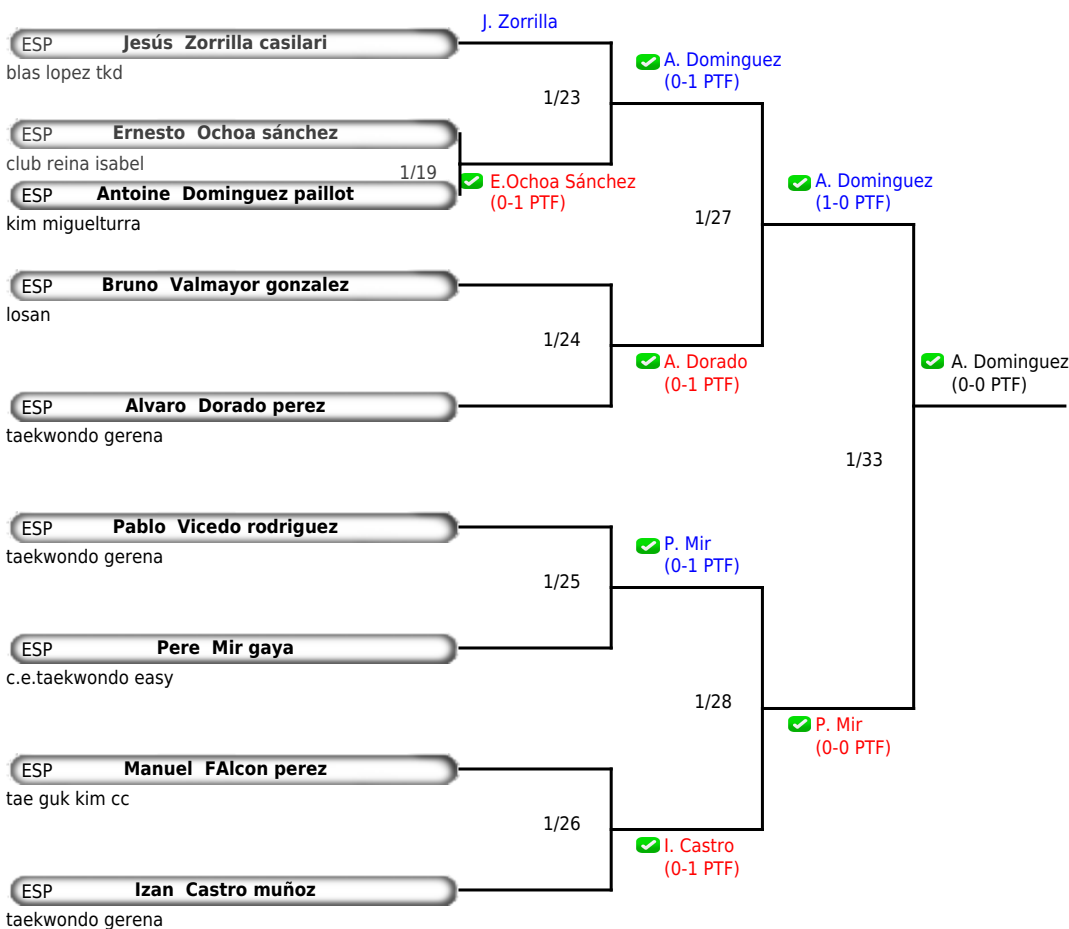 J. Zorrilla
ESP Jesús Zorrilla casilari
blas lopez tkd
A. Dominguez
(0-1 PTF)
1/23
ESP Ernesto Ochoa sánchez
club reina isabel
1/19
E.Ochoa Sánchez
(0-1 PTF)
ESP Antoine Dominguez paillot
kim miguelturra
A. Dominguez
(1-0 PTF)
1/27
ESP Bruno Valmayor gonzalez
losan
1/24
A. Dorado
(0-1 PTF)
A. Dominguez
(0-0 PTF)
ESP Alvaro Dorado perez
taekwondo gerena
1/33
ESP Pablo Vicedo rodriguez
taekwondo gerena
P. Mir
(0-1 PTF)
1/25
ESP Pere Mir gaya
c.e.taekwondo easy
1/28
P. Mir
(0-0 PTF)
ESP Manuel FAlcon perez
tae guk kim cc
1/26
I. Castro
(0-1 PTF)
ESP Izan Castro muñoz
taekwondo gerena